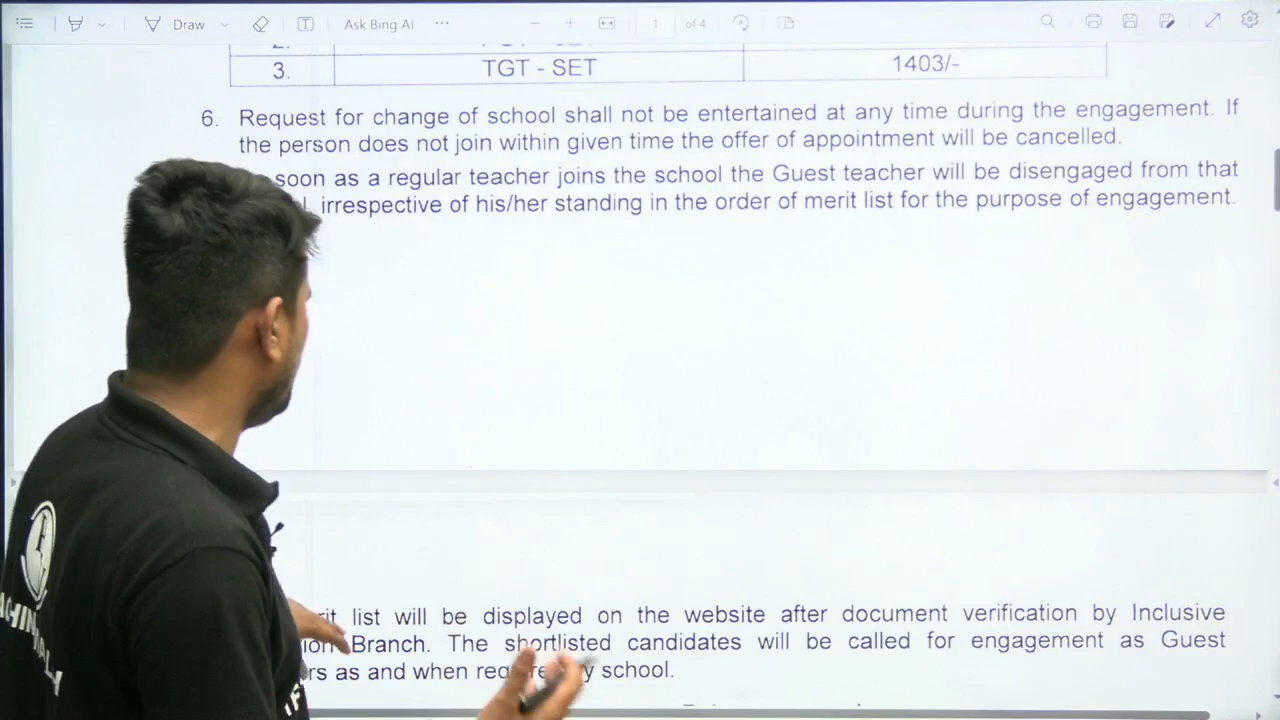 Draw
Ask Bing AI
1
of 4
3.
TGT - SET
1403/-
6. Request for change of school shall not be entertained at any time during the engagement. If
the person does not join within given time the offer of appointment will be cancelled.
soon as a regular teacher joins the school the Guest teacher will be disengaged from that
irrespective of his/her standing in the order of merit list for the purpose of engagement.
list will be displayed on the website after document verification by Inclusive
Branch. The shortlisted candidates will be called for engagement as Guest
as and when school.